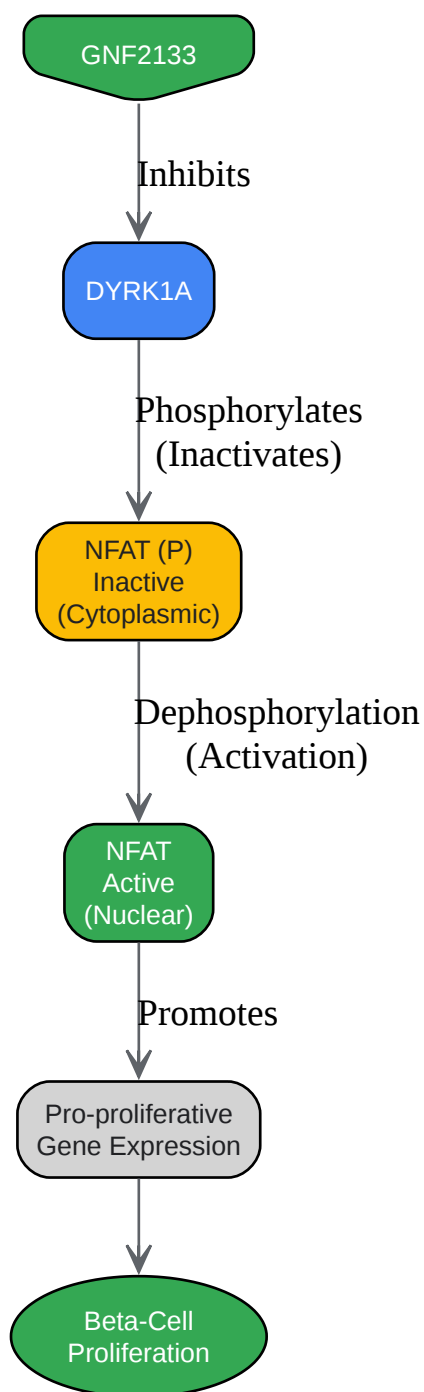 GNF2133
Inhibits
DYRK1A
Phosphorylates
(Inactivates)
NFAT (P)
Inactive
(Cytoplasmic)
Dephosphorylation
(Activation)
NFAT
Active
(Nuclear)
Promotes
Pro-proliferative
Gene Expression
Beta-Cell
Proliferation